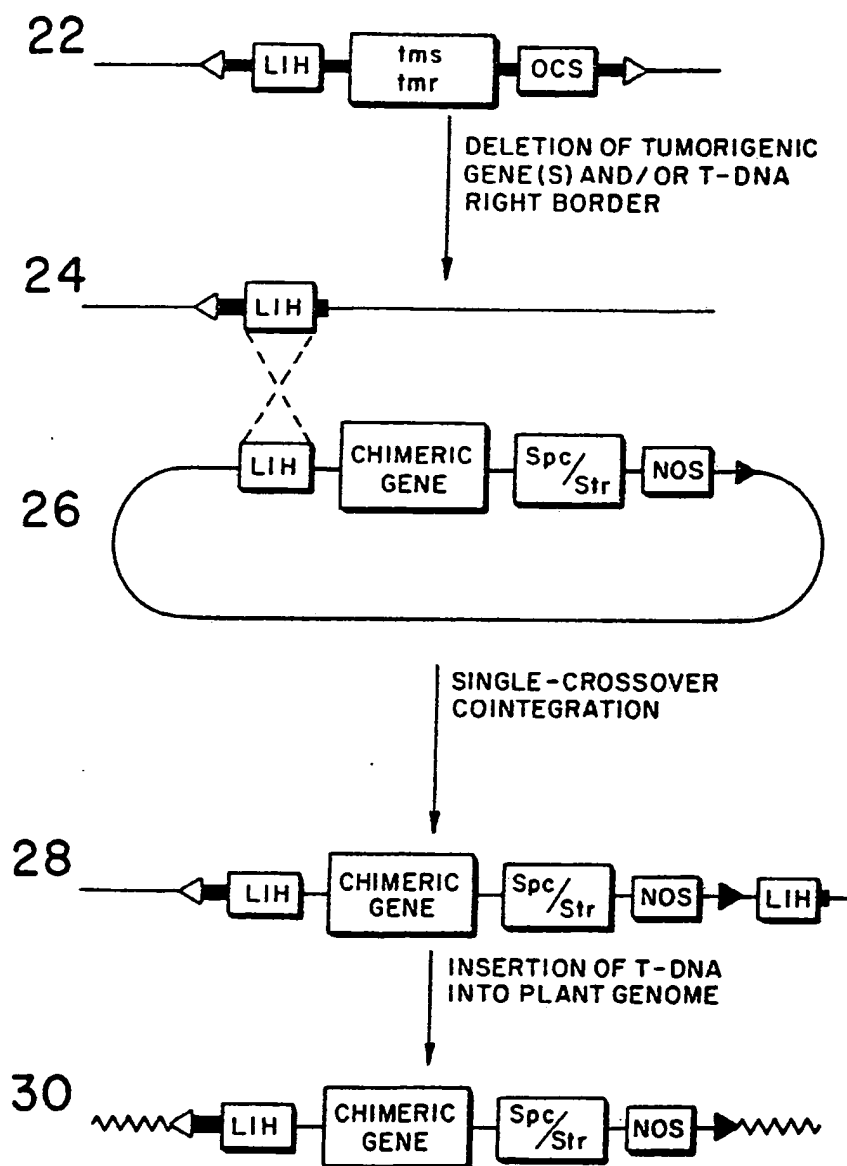 22
LIH
tms
tmr
OCS
DELETION OF TUMORIGENIC
GENE(S) AND/OR T-DNA
RIGHT BORDER
24
LIH
26
LIH
CHIMERIC
GENE
Spc/
Str
NOS
SINGLE-CROSSOVER
COINTEGRATION
28
LIH
CHIMERIC
GENE
Spc/
Str
NOS
LIH
INSERTION OF T-DNA
INTO PLANT GENOME
30
LIH
CHIMERIC
GENE
Spc/
Str
NOS